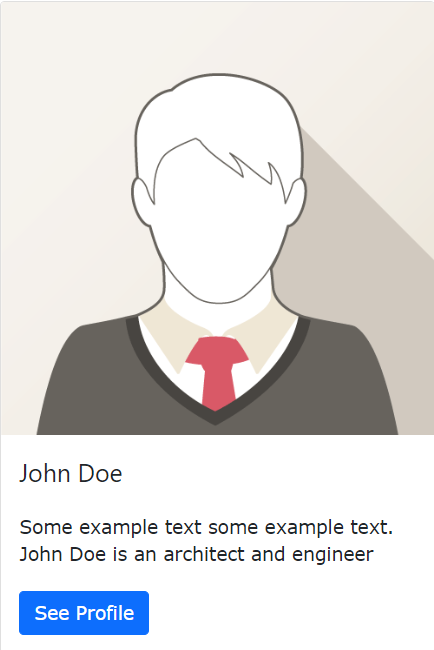 John Doe
Some example text some example text.
John Doe is an architect and engineer
See Profile